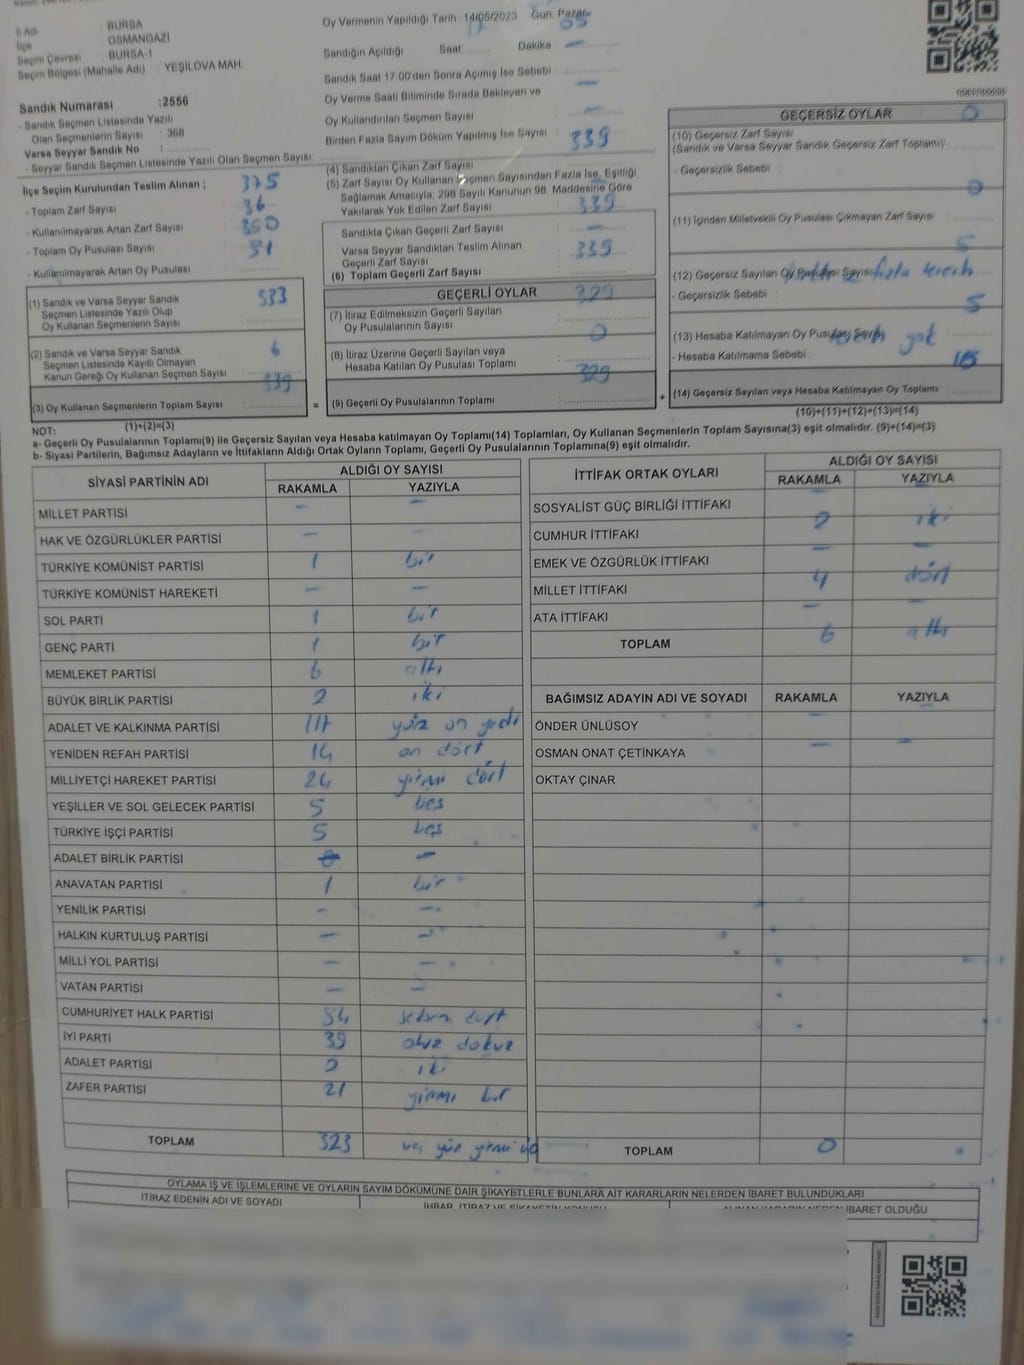 İl Adı : BURSA
İlçe : OSMANGAZİ
Seçim Çevresi : BURSA-1
Seçim Bölgesi (Mahalle Adı) : YEŞİLOVA MAH.
Sandık Numarası : 2556
- Sandık Seçmen Listesinde Yazılı
Olan Seçmenlerin Sayısı : 366
Varsa Seyyar Sandık No :
- Seyyar Sandık Seçmen Listesinde Yazılı Olan Seçmen Sayısı:
İlçe Seçim Kurulundan Teslim Alınan ;
- Toplam Zarf Sayısı 375
- Kullanılmayarak Artan Zarf Sayısı 36
- Toplam Oy Pusulası Sayısı 350
- Kullanılmayarak Artan Oy Pusulası 51
(1) Sandık ve Varsa Seyyar Sandık
Seçmen Listesinde Yazılı Olup
Oy Kullanan Seçmenlerin Sayısı 333
(2) Sandık ve Varsa Seyyar Sandık
Seçmen Listesinde Kayıtlı Olmayan
Kanun Gereği Oy Kullanan Seçmen Sayısı 6
(3) Oy Kullanan Seçmenlerin Toplam Sayısı : 339
(1)+(2)=(3)
Oy Vermenin Yapıldığı Tarih :14/05/2023 Gün: Pazar
Sandığın Açıldığı Saat: 17 Dakika : 05
Sandık Saat 17.00'den Sonra Açımış İse Sebebi : —
Oy Verme Saati Bitiminde Sırada Bekleyen ve
Oy Kullandırılan Seçmen Sayısı : —
Birden Fazla Sayım Döküm Yapılmış İse Sayısı : —
(4) Sandıktan Çıkan Zarf Sayısı : 339
(5) Zarf Sayısı Oy Kullanan Seçmen Sayısından Fazla İse, Eşitliği
Sağlamak Amacıyla, 298 Sayılı Kanunun 98. Maddesine Göre
Yakılarak Yok Edilen Zarf Sayısı : —
Sandıkta Çıkan Geçerli Zarf Sayısı : 339
Varsa Seyyar Sandıktan Teslim Alınan
Geçerli Zarf Sayısı : —
(6) Toplam Geçerli Zarf Sayısı : 339
GEÇERLİ OYLAR
(7) İtiraz Edilmeksizin Geçerli Sayılan
Oy Pusulalarının Sayısı : 329
(8) İtiraz Üzerine Geçerli Sayılan veya
Hesaba Katılan Oy Pusulası Toplamı : 0
(9) Geçerli Oy Pusulalarının Toplamı : 329
GEÇERSİZ OYLAR
(10) Geçersiz Zarf Sayısı
(Sandık ve Varsa Seyyar Sandık Geçersiz Zarf Toplamı): 0
- Geçersizlik Sebebi :
(11) İçinden Milletvekili Oy Pusulası Çıkmayan Zarf Sayısı : 0
(12) Geçersiz Sayılan Oy Pusulası Sayısı : 5
- Geçersizlik Sebebi : fazla tercih
(13) Hesaba Katılmayan Oy Pusulası Sayısı : 5
- Hesaba Katılmama Sebebi : yok
(14) Geçersiz Sayılan veya Hesaba Katılmayan Oy Toplamı : 10
(10)+(11)+(12)+(13)=(14)
NOT:
a- Geçerli Oy Pusulalarının Toplamı(9) ile Geçersiz Sayılan veya Hesaba katılmayan Oy Toplamı(14) Toplamları, Oy Kullanan Seçmenlerin Toplam Sayısına(3) eşit olmalıdır. (9)+(14)=(3)
b- Siyasi Partilerin, Bağımsız Adayların ve İttifakların Aldığı Ortak Oyların Toplamı, Geçerli Oy Pusulalarının Toplamına(9) eşit olmalıdır.
SİYASİ PARTİNİN ADI ALDIĞI OY SAYISI
RAKAMLA YAZIYLA
MİLLET PARTİSİ — —
HAK VE ÖZGÜRLÜKLER PARTİSİ — —
TÜRKİYE KOMÜNİST PARTİSİ 1 bir
TÜRKİYE KOMÜNİST HAREKETİ — —
SOL PARTİ 1 bir
GENÇ PARTİ 1 bir
MEMLEKET PARTİSİ 6 altı
BÜYÜK BİRLİK PARTİSİ 2 iki
ADALET VE KALKINMA PARTİSİ 117 yüz on yedi
YENİDEN REFAH PARTİSİ 14 on dört
MİLLİYETÇİ HAREKET PARTİSİ 24 yirmi dört
YEŞİLLER VE SOL GELECEK PARTİSİ 5 beş
TÜRKİYE İŞÇİ PARTİSİ 5 beş
ADALET BİRLİK PARTİSİ — —
ANAVATAN PARTİSİ 1 bir
YENİLİK PARTİSİ — —
HALKIN KURTULUŞ PARTİSİ — —
MİLLİ YOL PARTİSİ — —
VATAN PARTİSİ — —
CUMHURİYET HALK PARTİSİ 84 seksen dört
İYİ PARTİ 39 otuz dokuz
ADALET PARTİSİ 2 iki
ZAFER PARTİSİ 21 yirmi bir
TOPLAM 323 üç yüz yirmi üç
İTTİFAK ORTAK OYLARI ALDIĞI OY SAYISI
RAKAMLA YAZIYLA
SOSYALİST GÜÇ BİRLİĞİ İTTİFAKI — —
CUMHUR İTTİFAKI 2 iki
EMEK VE ÖZGÜRLÜK İTTİFAKI — —
MİLLET İTTİFAKI 4 dört
ATA İTTİFAKI — —
TOPLAM 6 altı
BAĞIMSIZ ADAYIN ADI VE SOYADI RAKAMLA YAZIYLA
ÖNDER ÜNLÜSOY — —
OSMAN ONAT ÇETİNKAYA — —
OKTAY ÇINAR
TOPLAM 0
OYLAMA İŞ VE İŞLEMLERİNE VE OYLARIN SAYIM DÖKÜMÜNE DAİR ŞİKAYETLERLE BUNLARA AİT KARARLARIN NELERDEN İBARET BULUNDUKLARI
İTİRAZ EDENİN ADI VE SOYADI İHBAR, İTİRAZ VE ŞİKAYETİN KONUSU ALINAN KARARIN NEDEN İBARET OLDUĞU